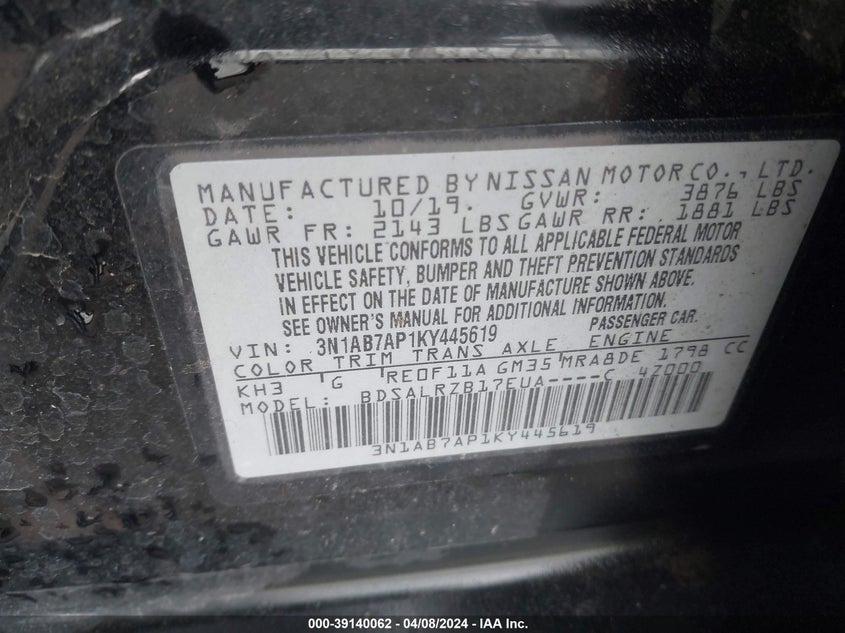 MANUFACTURED BY NISSAN MOTOR CO., LTD.
DATE: 10/19. GVWR: 3876 LBS
GAWR FR: 2143 LBS GAWR RR: 1881 LBS
THIS VEHICLE CONFORMS TO ALL APPLICABLE FEDERAL MOTOR
VEHICLE SAFETY, BUMPER AND THEFT PREVENTION STANDARDS
IN EFFECT ON THE DATE OF MANUFACTURE SHOWN ABOVE.
SEE OWNER'S MANUAL FOR ADDITIONAL INFORMATION.
VIN: 3N1AB7AP1KY445619 PASSENGER CAR.
COLOR TRIM TRANS AXLE ENGINE
KH3 G RE0F11A GM35 MRA8DE 1798 CC
MODEL: BDSALRZB17EUA----C 4Z000
3N1AB7AP1KY445619
000-39140062 - 04/08/2024 - IAA Inc.